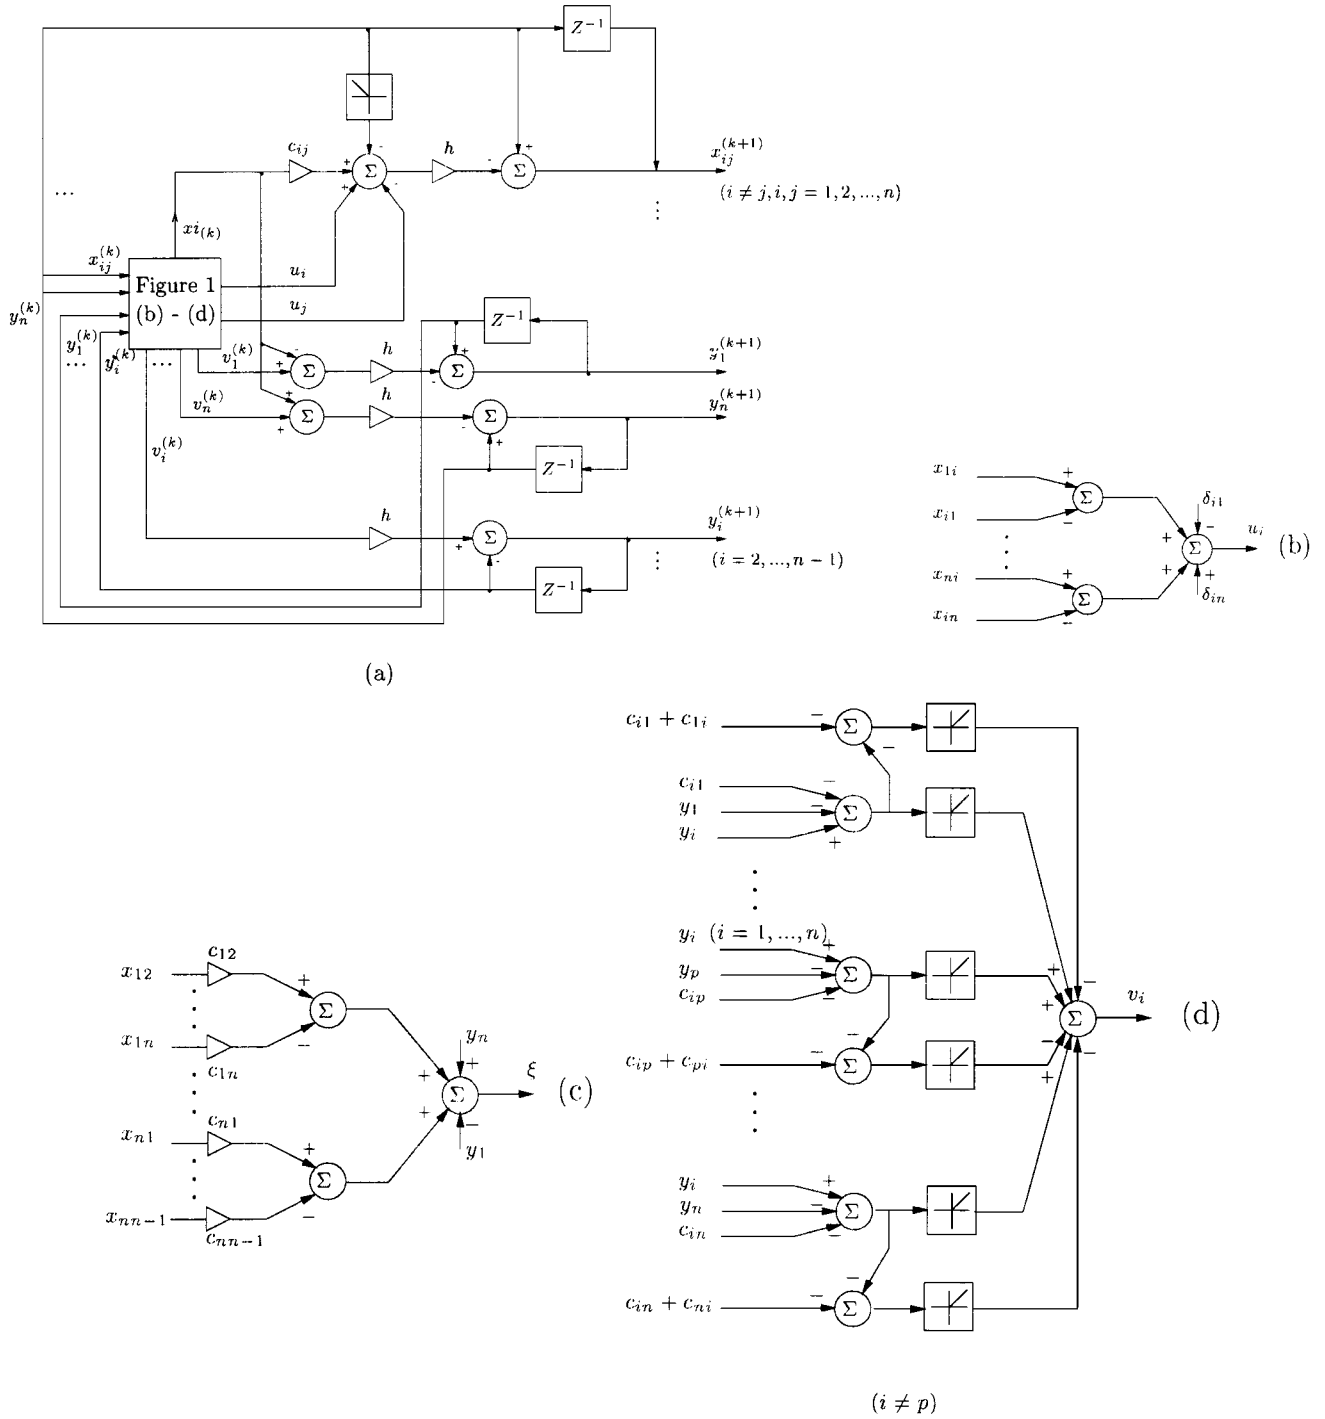 Z⁻¹
c_{ij}
Σ
h
Σ
x_{ij}^{(k+1)}
(i ≠ j, i, j = 1, 2, ..., n)
...
xi_{(k)}
x_{ij}^{(k)}
Figure 1
(b) - (d)
u_i
u_j
y_n^{(k)}
y_1^{(k)}
y_i^{(k)}
...
...
v_1^{(k)}
v_n^{(k)}
v_i^{(k)}
Z⁻¹
Σ
h
Σ
y_1^{(k+1)}
Σ
h
Σ
y_n^{(k+1)}
Z⁻¹
h
Σ
y_i^{(k+1)}
(i = 2, ..., n − 1)
Z⁻¹
(a)
x_{1i}
x_{i1}
Σ
x_{ni}
x_{in}
Σ
δ_{i1}
Σ
δ_{in}
u_i
(b)
x_{12}
c_{12}
Σ
x_{1n}
c_{1n}
x_{n1}
c_{n1}
Σ
x_{nn−1}
c_{nn−1}
y_n
Σ
y_1
ξ
(c)
c_{i1} + c_{1i}
Σ
c_{i1}
y_1
y_i
Σ
y_i (i = 1, ..., n)
y_p
c_{ip}
Σ
c_{ip} + c_{pi}
Σ
y_i
y_n
c_{in}
Σ
c_{in} + c_{ni}
Σ
Σ
v_i
(d)
(i ≠ p)